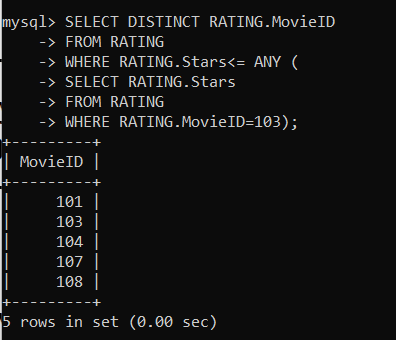 mysql> SELECT DISTINCT RATING.MovieID
    -> FROM RATING
    -> WHERE RATING.Stars<= ANY (
    -> SELECT RATING.Stars
    -> FROM RATING
    -> WHERE RATING.MovieID=103);
+---------+
| MovieID |
+---------+
|     101 |
|     103 |
|     104 |
|     107 |
|     108 |
+---------+
5 rows in set (0.00 sec)